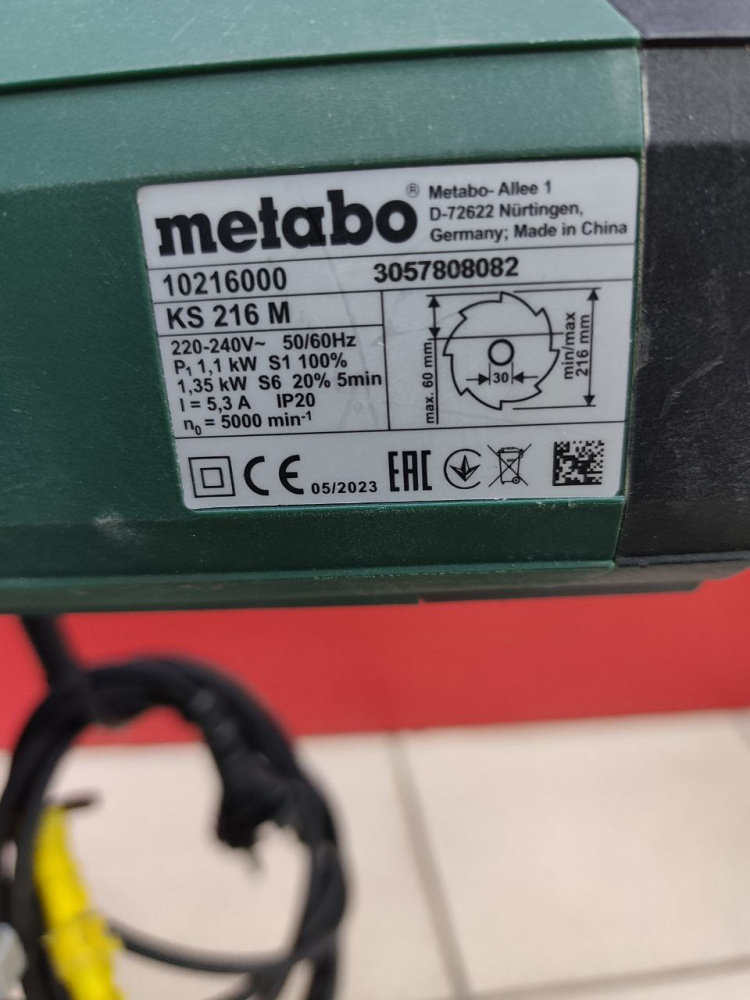 metabo®
Metabo- Allee 1
D-72622 Nürtingen,
Germany; Made in China
10216000 3057808082
KS 216 M
220-240V~ 50/60Hz
P₁ 1,1 kW S1 100%
1,35 kW S6 20% 5min
I = 5,3 A IP20
n₀ = 5000 min⁻¹
max. 60 mm
30
min/max
216 mm
CE 05/2023 EAC